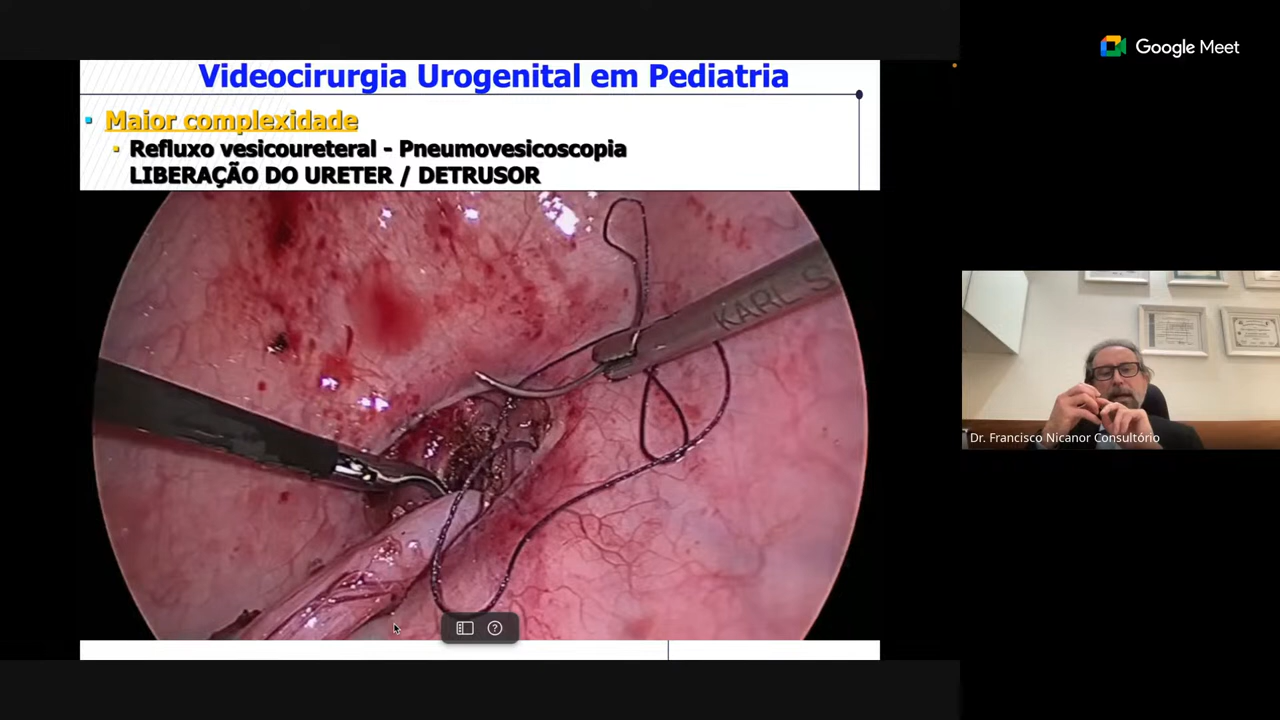 Videocirurgia Urogenital em Pediatria
Maior complexidade
Refluxo vesicoureteral - Pneumovesicoscopia
LIBERAÇÃO DO URETER / DETRUSOR
KARL S
Google Meet
Dr. Francisco Nicanor Consultório